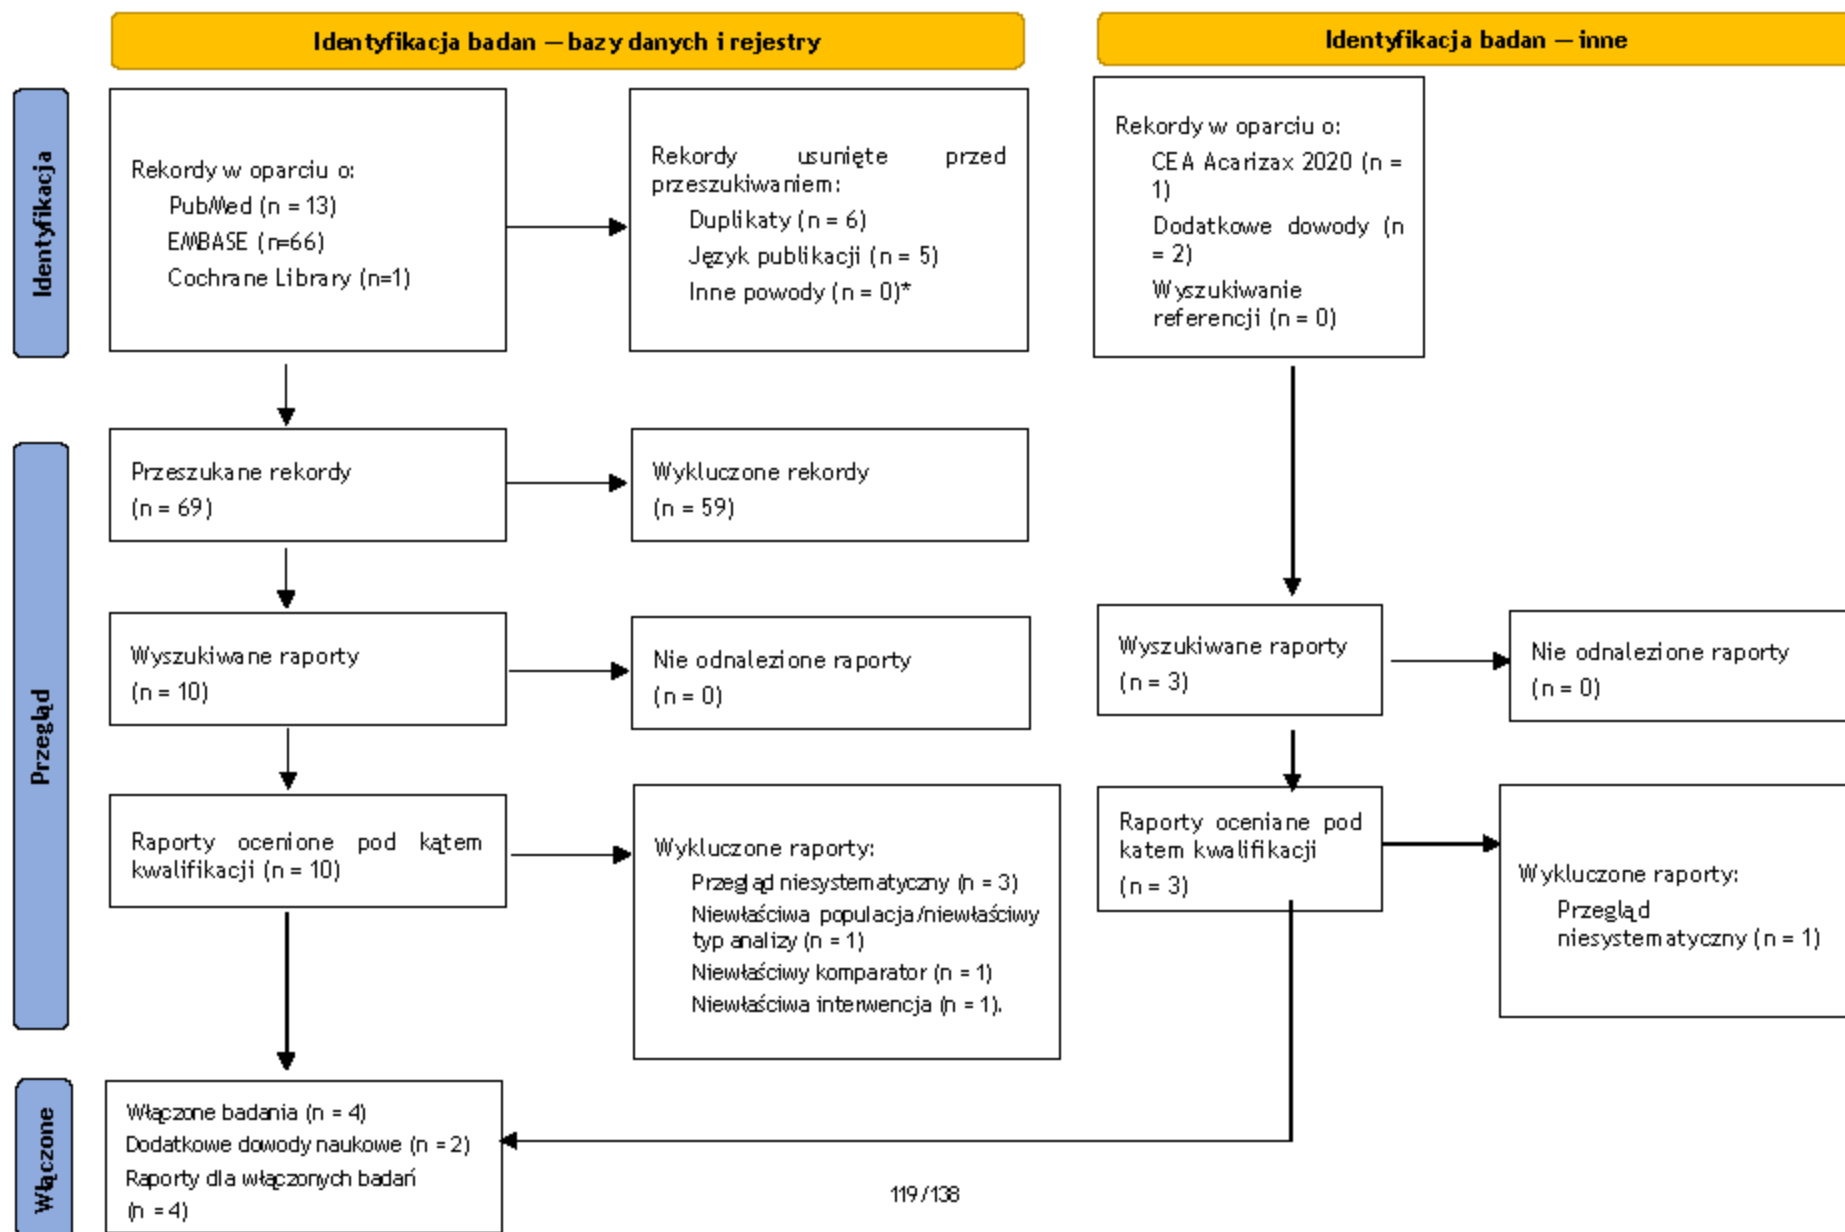 Identyfikacja badan — bazy danych i rejestry
Identyfikacja badan — inne
Identyfikacja
Rekordy w oparciu o:
PubMed (n = 13)
EMBASE (n=66)
Cochrane Library (n=1)
Rekordy usunięte przed
przeszukiwaniem:
Duplikaty (n = 6)
Język publikacji (n = 5)
Inne powody (n = 0)*
Rekordy w oparciu o:
CEA Acarizax 2020 (n =
1)
Dodatkowe dowody (n
= 2)
Wyszukiwanie
referencji (n = 0)
Przegląd
Przeszukane rekordy
(n = 69)
Wykluczone rekordy
(n = 59)
Wyszukiwane raporty
(n = 10)
Nie odnalezione raporty
(n = 0)
Wyszukiwane raporty
(n = 3)
Nie odnalezione raporty
(n = 0)
Raporty ocenione pod kątem
kwalifikacji (n = 10)
Wykluczone raporty:
Przegląd niesystematyczny (n = 3)
Niewłaściwa populacja/niewłaściwy
typ analizy (n = 1)
Niewłaściwy komparator (n = 1)
Niewłaściwa interwencja (n = 1).
Raporty oceniane pod
katem kwalifikacji
(n = 3)
Wykluczone raporty:
Przegląd
niesystematyczny (n = 1)
Włączone
Włączone badania (n = 4)
Dodatkowe dowody naukowe (n = 2)
Raporty dla włączonych badań
(n = 4)
119/138